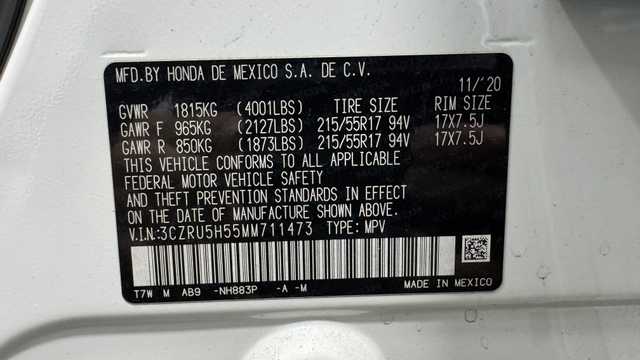 MFD.BY HONDA DE MEXICO S.A. DE C.V.
11/'20
GVWR 1815KG (4001LBS) TIRE SIZE RIM SIZE
GAWR F 965KG (2127LBS) 215/55R17 94V 17X7.5J
GAWR R 850KG (1873LBS) 215/55R17 94V 17X7.5J
THIS VEHICLE CONFORMS TO ALL APPLICABLE
FEDERAL MOTOR VEHICLE SAFETY
AND THEFT PREVENTION STANDARDS IN EFFECT
ON THE DATE OF MANUFACTURE SHOWN ABOVE.
V.I.N.:3CZRU5H55MM711473 TYPE: MPV
T7W M AB9 -NH883P -A -M
MADE IN MEXICO